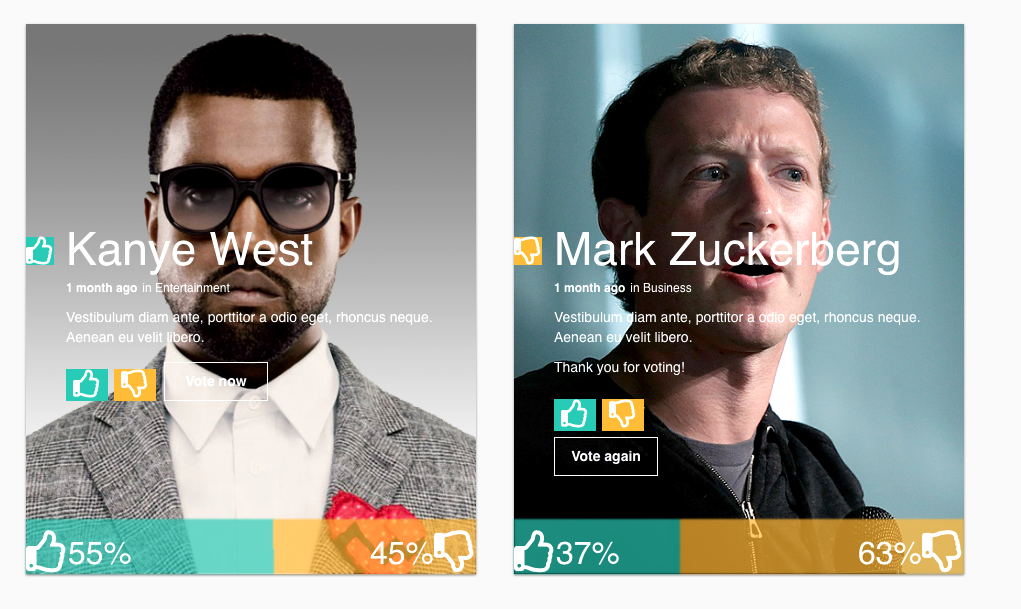 Kanye West
1 month ago in Entertainment
Vestibulum diam ante, porttitor a odio eget, rhoncus neque.
Aenean eu velit libero.
Vote now
55%
45%
Mark Zuckerberg
1 month ago in Business
Vestibulum diam ante, porttitor a odio eget, rhoncus neque.
Aenean eu velit libero.
Thank you for voting!
Vote again
37%
63%